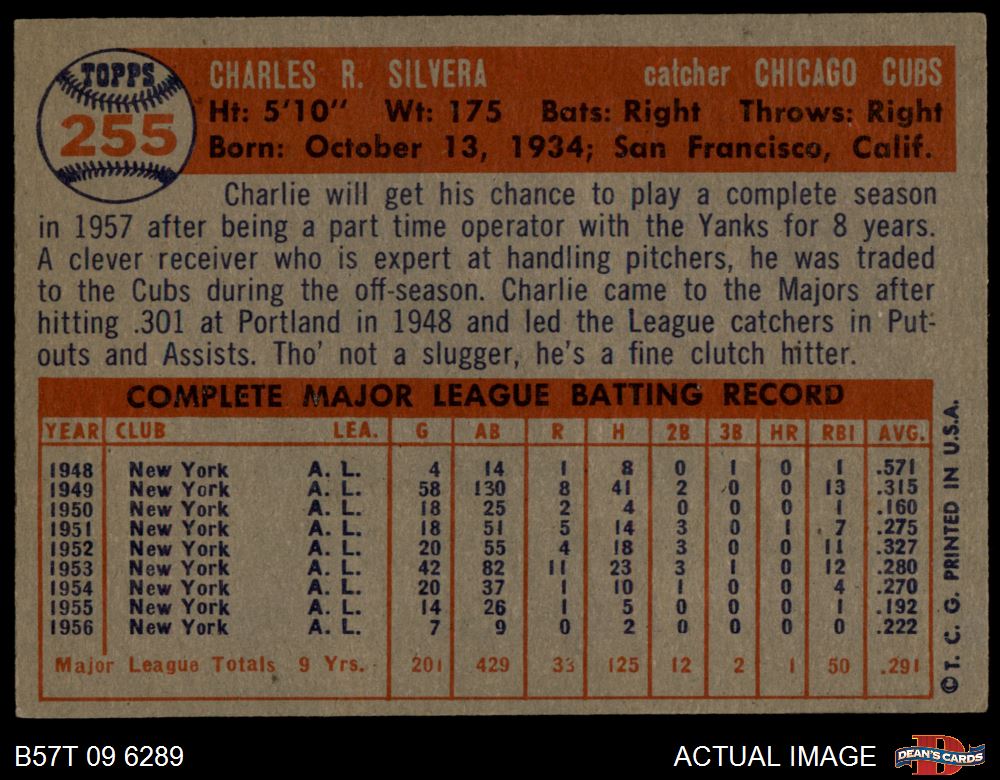 TOPPS
255
CHARLES R. SILVERA catcher CHICAGO CUBS
Ht: 5'10" Wt: 175 Bats: Right Throws: Right
Born: October 13, 1934; San Francisco, Calif.
Charlie will get his chance to play a complete season
in 1957 after being a part time operator with the Yanks for 8 years.
A clever receiver who is expert at handling pitchers, he was traded
to the Cubs during the off-season. Charlie came to the Majors after
hitting .301 at Portland in 1948 and led the League catchers in Put-
outs and Assists. Tho' not a slugger, he's a fine clutch hitter.
COMPLETE MAJOR LEAGUE BATTING RECORD
YEAR CLUB LEA. G AB R H 2B 3B HR RBI AVG.
1948 New York A. L. 4 14 1 8 0 1 0 1 .571
1949 New York A. L. 58 130 8 41 2 0 0 13 .315
1950 New York A. L. 18 25 2 4 0 0 0 1 .160
1951 New York A. L. 18 51 5 14 3 0 1 7 .275
1952 New York A. L. 20 55 4 18 3 0 0 11 .327
1953 New York A. L. 42 82 11 23 3 1 0 12 .280
1954 New York A. L. 20 37 1 10 1 0 0 4 .270
1955 New York A. L. 14 26 1 5 0 0 0 1 .192
1956 New York A. L. 7 9 0 2 0 0 0 0 .222
Major League Totals 9 Yrs. 201 429 33 125 12 2 1 50 .291
©T. C. G. PRINTED IN U.S.A.
B57T 09 6289 ACTUAL IMAGE
DEAN'S CARDS